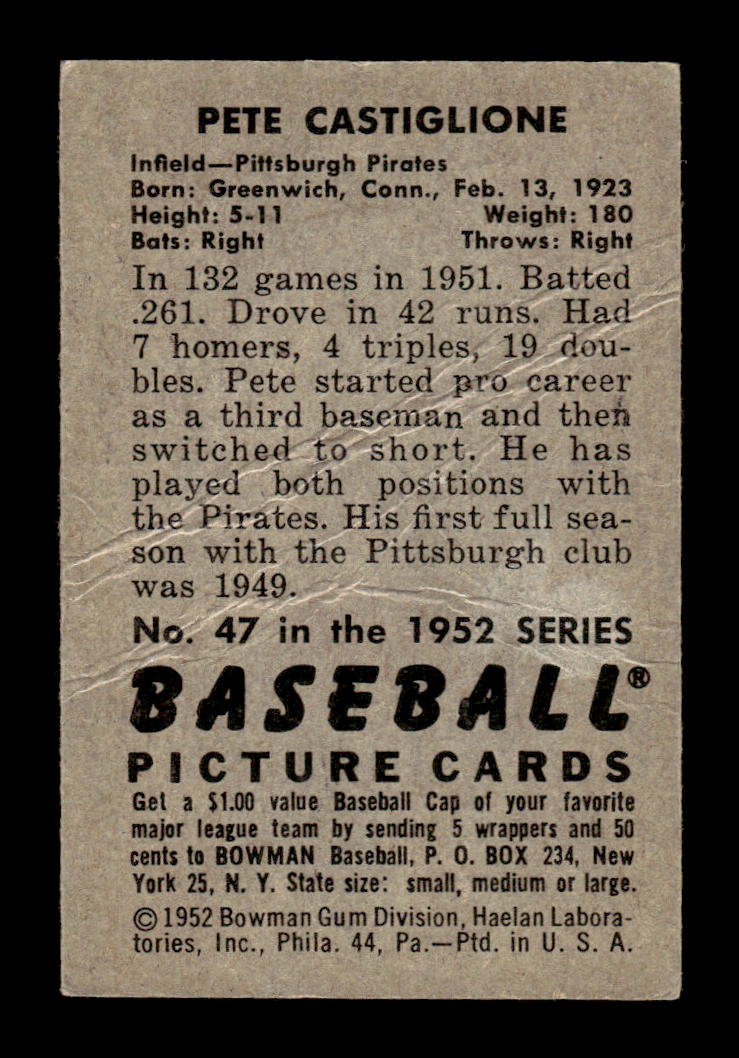 PETE CASTIGLIONE
Infield—Pittsburgh Pirates
Born: Greenwich, Conn., Feb. 13, 1923
Height: 5-11 Weight: 180
Bats: Right Throws: Right
In 132 games in 1951. Batted
.261. Drove in 42 runs. Had
7 homers, 4 triples, 19 dou-
bles. Pete started pro career
as a third baseman and then
switched to short. He has
played both positions with
the Pirates. His first full sea-
son with the Pittsburgh club
was 1949.
No. 47 in the 1952 SERIES
BASEBALL®
PICTURE CARDS
Get a $1.00 value Baseball Cap of your favorite
major league team by sending 5 wrappers and 50
cents to BOWMAN Baseball, P. O. BOX 234, New
York 25, N. Y. State size: small, medium or large.
© 1952 Bowman Gum Division, Haelan Labora-
tories, Inc., Phila. 44, Pa.—Ptd. in U. S. A.